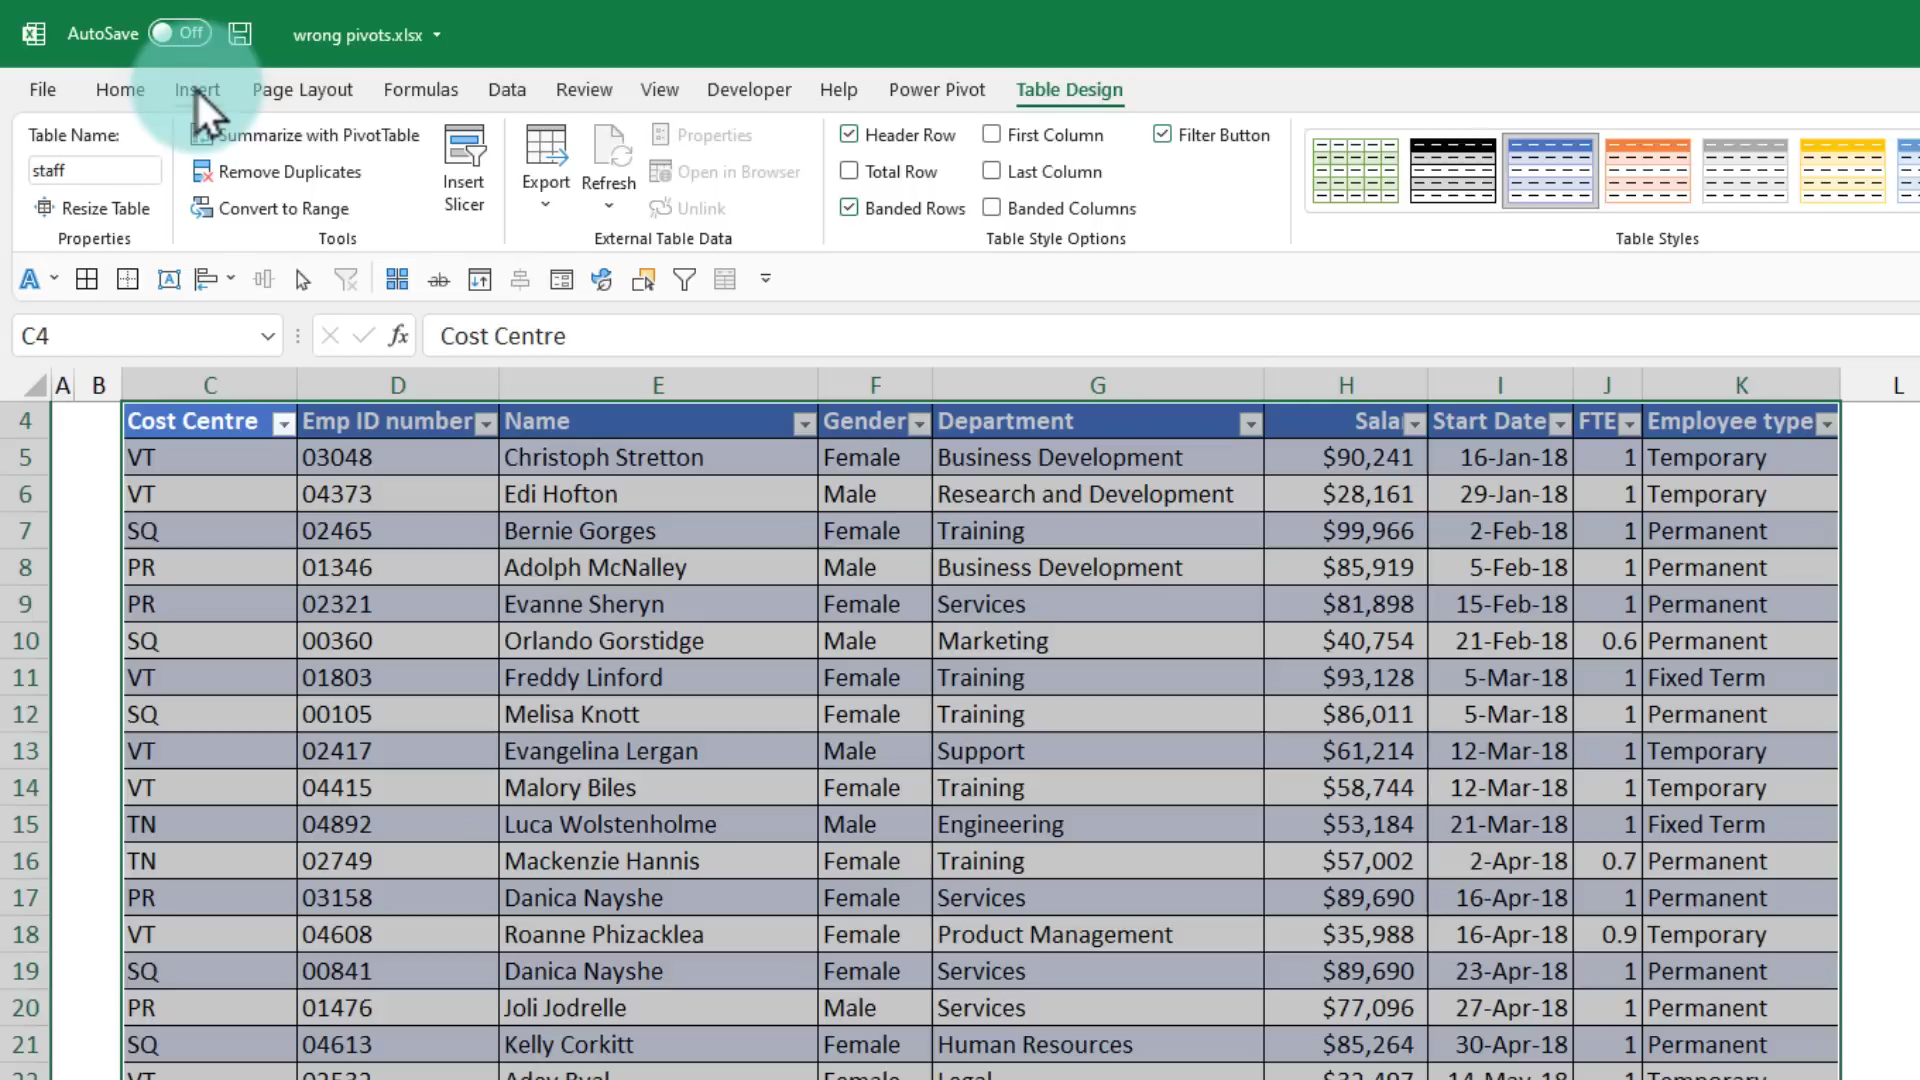 AutoSave Off wrong pivots.xlsx
File Home Insert Page Layout Formulas Data Review View Developer Help Power Pivot Table Design
Table Name:
staff
Resize Table
Properties
Summarize with PivotTable
Remove Duplicates
Convert to Range
Tools
Insert
Slicer
Export
Refresh
Properties
Open in Browser
Unlink
External Table Data
Header Row First Column Filter Button
Total Row Last Column
Banded Rows Banded Columns
Table Style Options
Table Styles
C4 fx Cost Centre
A B C D E F G H I J K L
4 Cost Centre Emp ID number Name Gender Department Sala Start Date FTE Employee type
5 VT 03048 Christoph Stretton Female Business Development $90,241 16-Jan-18 1 Temporary
6 VT 04373 Edi Hofton Male Research and Development $28,161 29-Jan-18 1 Temporary
7 SQ 02465 Bernie Gorges Female Training $99,966 2-Feb-18 1 Permanent
8 PR 01346 Adolph McNalley Male Business Development $85,919 5-Feb-18 1 Permanent
9 PR 02321 Evanne Sheryn Female Services $81,898 15-Feb-18 1 Permanent
10 SQ 00360 Orlando Gorstidge Male Marketing $40,754 21-Feb-18 0.6 Permanent
11 VT 01803 Freddy Linford Female Training $93,128 5-Mar-18 1 Fixed Term
12 SQ 00105 Melisa Knott Female Training $86,011 5-Mar-18 1 Permanent
13 VT 02417 Evangelina Lergan Male Support $61,214 12-Mar-18 1 Temporary
14 VT 04415 Malory Biles Female Training $58,744 12-Mar-18 1 Temporary
15 TN 04892 Luca Wolstenholme Male Engineering $53,184 21-Mar-18 1 Fixed Term
16 TN 02749 Mackenzie Hannis Female Training $57,002 2-Apr-18 0.7 Permanent
17 PR 03158 Danica Nayshe Female Services $89,690 16-Apr-18 1 Permanent
18 VT 04608 Roanne Phizacklea Female Product Management $35,988 16-Apr-18 0.9 Temporary
19 SQ 00841 Danica Nayshe Female Services $89,690 23-Apr-18 1 Permanent
20 PR 01476 Joli Jodrelle Male Services $77,096 27-Apr-18 1 Permanent
21 SQ 04613 Kelly Corkitt Female Human Resources $85,264 30-Apr-18 1 Permanent